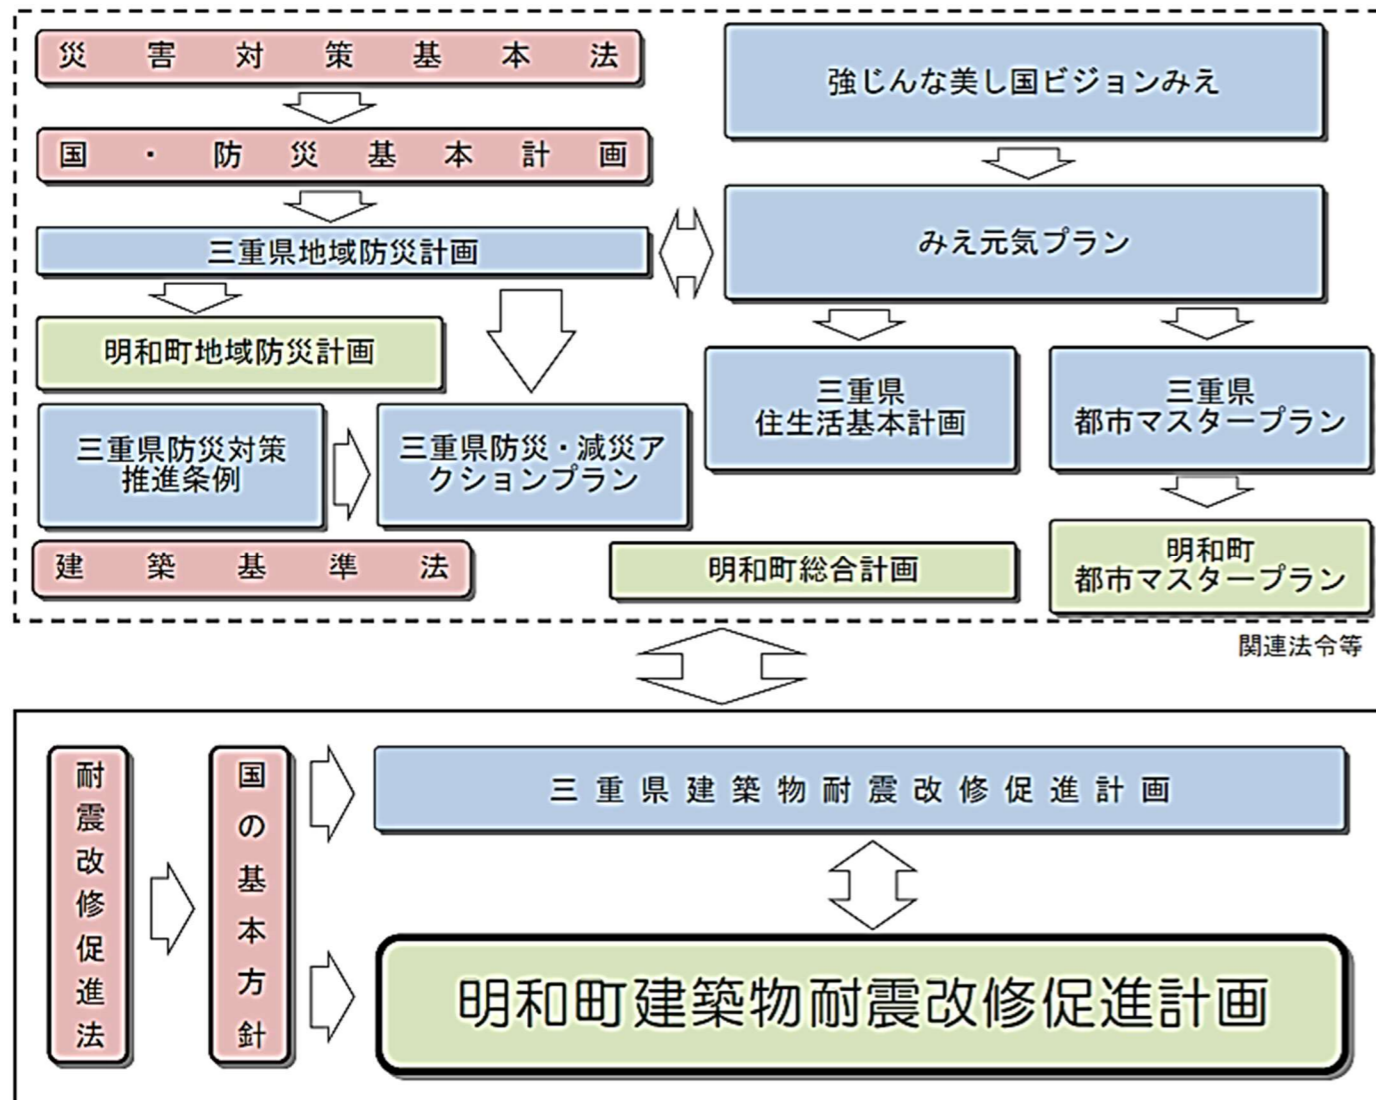 災害対策基本法
国・防災基本計画
三重県地域防災計画
明和町地域防災計画
三重県防災対策
推進条例
三重県防災・減災ア
クションプラン
建築基準法
強じんな美し国ビジョンみえ
みえ元気プラン
三重県
住生活基本計画
三重県
都市マスタープラン
明和町総合計画
明和町
都市マスタープラン
関連法令等
耐震改修促進法
国の基本方針
三重県建築物耐震改修促進計画
明和町建築物耐震改修促進計画